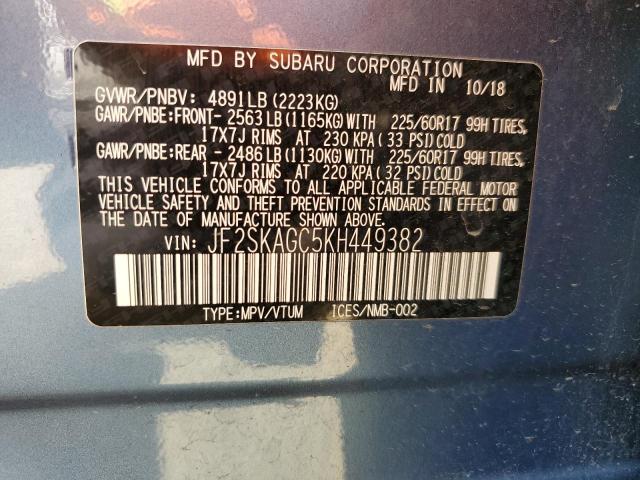 MFD BY SUBARU CORPORATION
MFD IN 10/18
GVWR/PNBV: 4891LB (2223KG)
GAWR/PNBE:FRONT- 2563 LB (1165KG) WITH 225/60R17 99H TIRES,
17X7J RIMS AT 230 KPA (33 PSI) COLD
GAWR/PNBE:REAR - 2486 LB (1130KG) WITH 225/60R17 99H TIRES,
17X7J RIMS AT 220 KPA (32 PSI) COLD
THIS VEHICLE CONFORMS TO ALL APPLICABLE FEDERAL MOTOR
VEHICLE SAFETY AND THEFT PREVENTION STANDARDS IN EFFECT ON
THE DATE OF MANUFACTURE SHOWN ABOVE.
VIN: JF2SKAGC5KH449382
TYPE:MPV/VTUM ICES/NMB-002